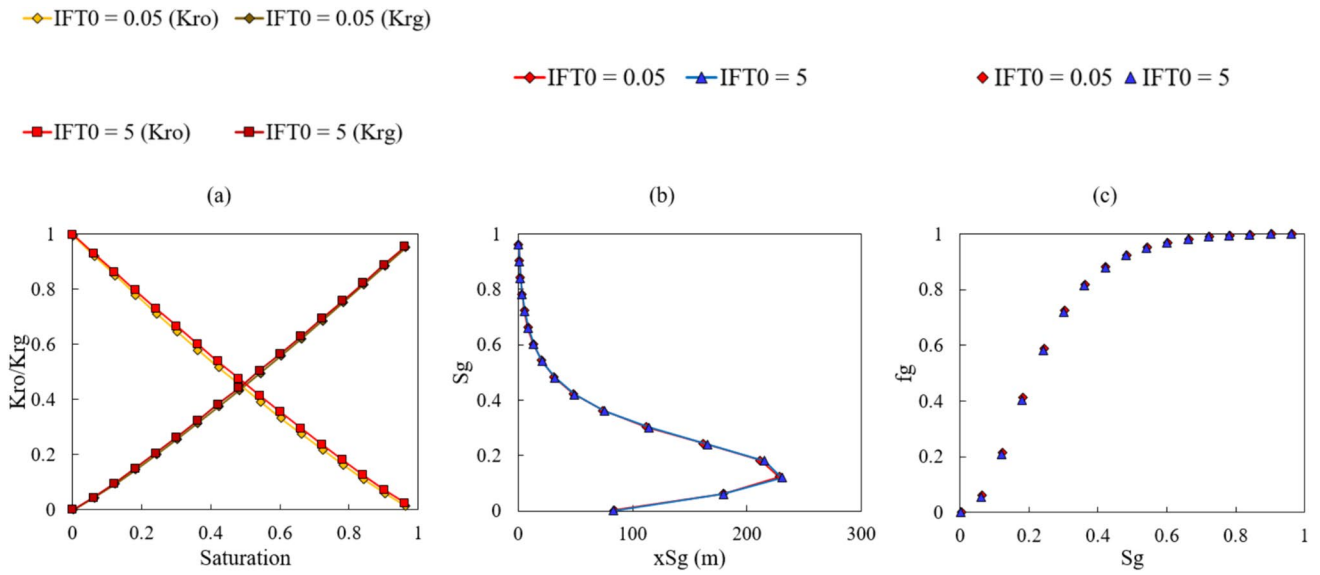 IFT0 = 0.05 (Kro) IFT0 = 0.05 (Krg)
IFT0 = 5 (Kro) IFT0 = 5 (Krg)
(a)
Kro/Krg
1
0.8
0.6
0.4
0.2
0
0 0.2 0.4 0.6 0.8 1
Saturation
IFT0 = 0.05 IFT0 = 5
(b)
Sg
1
0.8
0.6
0.4
0.2
0
0 100 200 300
xSg (m)
IFT0 = 0.05 IFT0 = 5
(c)
fg
1
0.8
0.6
0.4
0.2
0
0 0.2 0.4 0.6 0.8 1
Sg